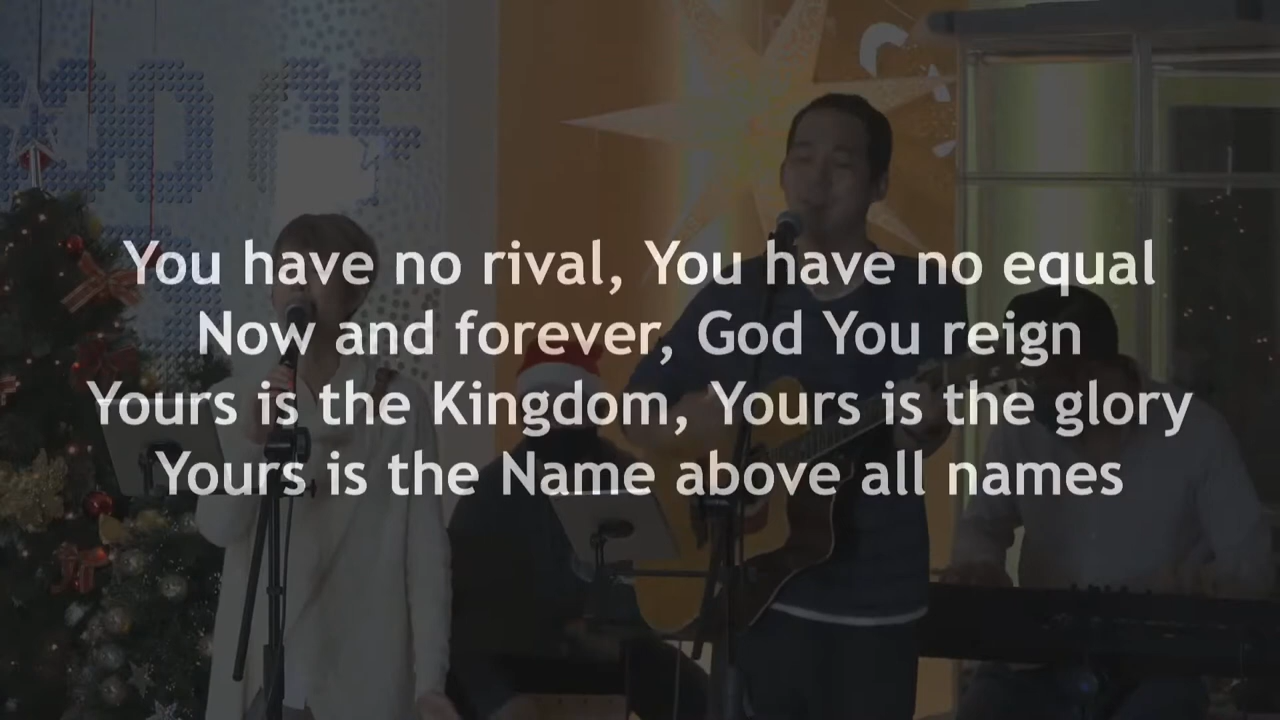 You have no rival, You have no equal
Now and forever, God You reign
Yours is the Kingdom, Yours is the glory
Yours is the Name above all names